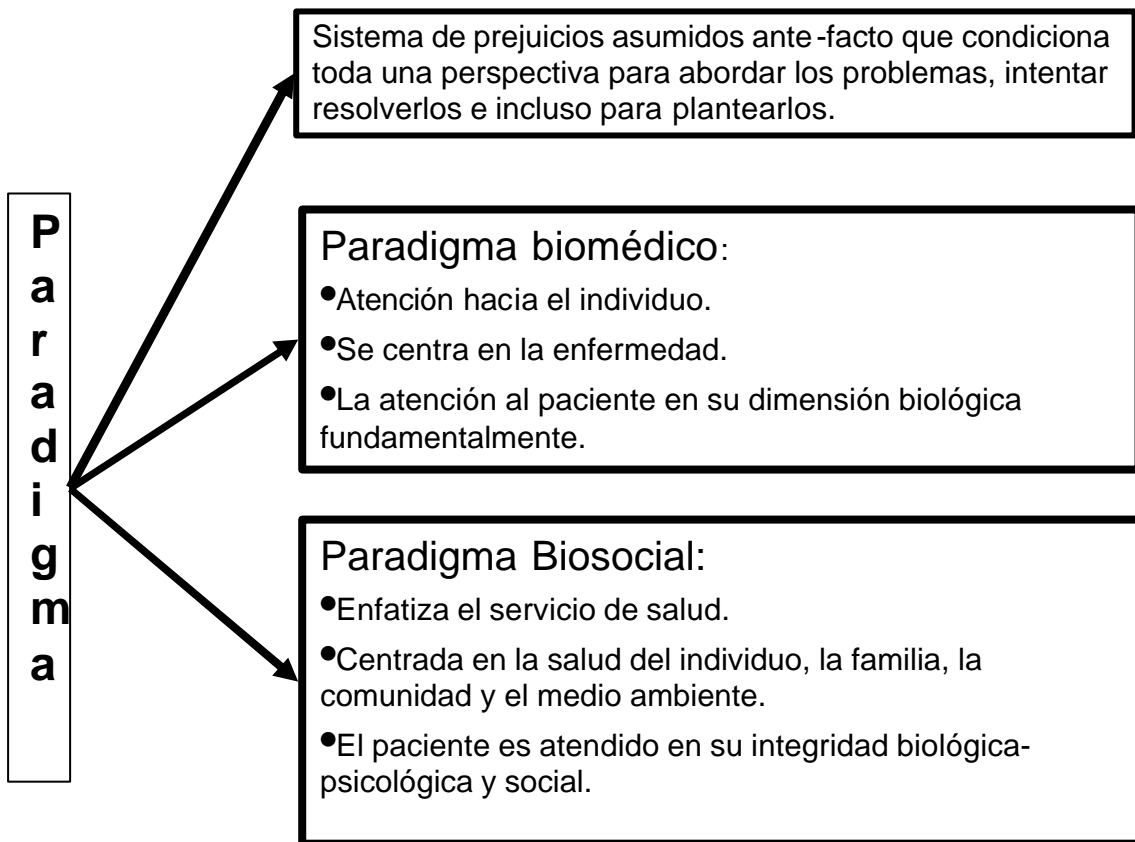 Paradigma
Sistema de prejuicios asumidos ante-facto que condiciona
toda una perspectiva para abordar los problemas, intentar
resolverlos e incluso para plantearlos.
Paradigma biomédico:
•Atención hacia el individuo.
•Se centra en la enfermedad.
•La atención al paciente en su dimensión biológica
fundamentalmente.
Paradigma Biosocial:
•Enfatiza el servicio de salud.
•Centrada en la salud del individuo, la familia, la
comunidad y el medio ambiente.
•El paciente es atendido en su integridad biológica-
psicológica y social.